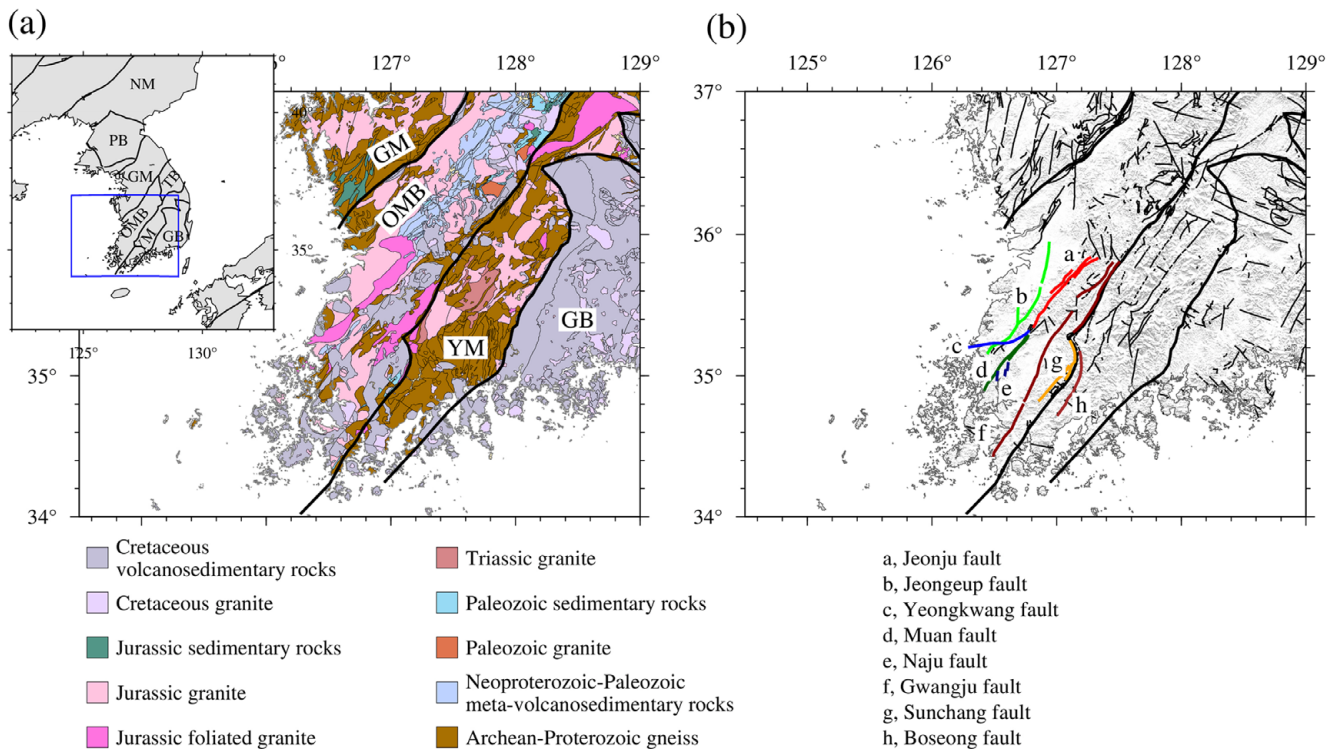 (a)
(b)
127°
128°
129°
125°
126°
127°
128°
129°
NM
PB
GM
TB
OMB
M
GB
40°
35°
125°
130°
GM
OMB
YM
GB
35°
34°
37°
36°
35°
34°
a
b
c
d
e
f
g
h
Cretaceous
volcanosedimentary rocks
Cretaceous granite
Jurassic sedimentary rocks
Jurassic granite
Jurassic foliated granite
Triassic granite
Paleozoic sedimentary rocks
Paleozoic granite
Neoproterozoic-Paleozoic
meta-volcanosedimentary rocks
Archean-Proterozoic gneiss
a, Jeonju fault
b, Jeongeup fault
c, Yeongkwang fault
d, Muan fault
e, Naju fault
f, Gwangju fault
g, Sunchang fault
h, Boseong fault